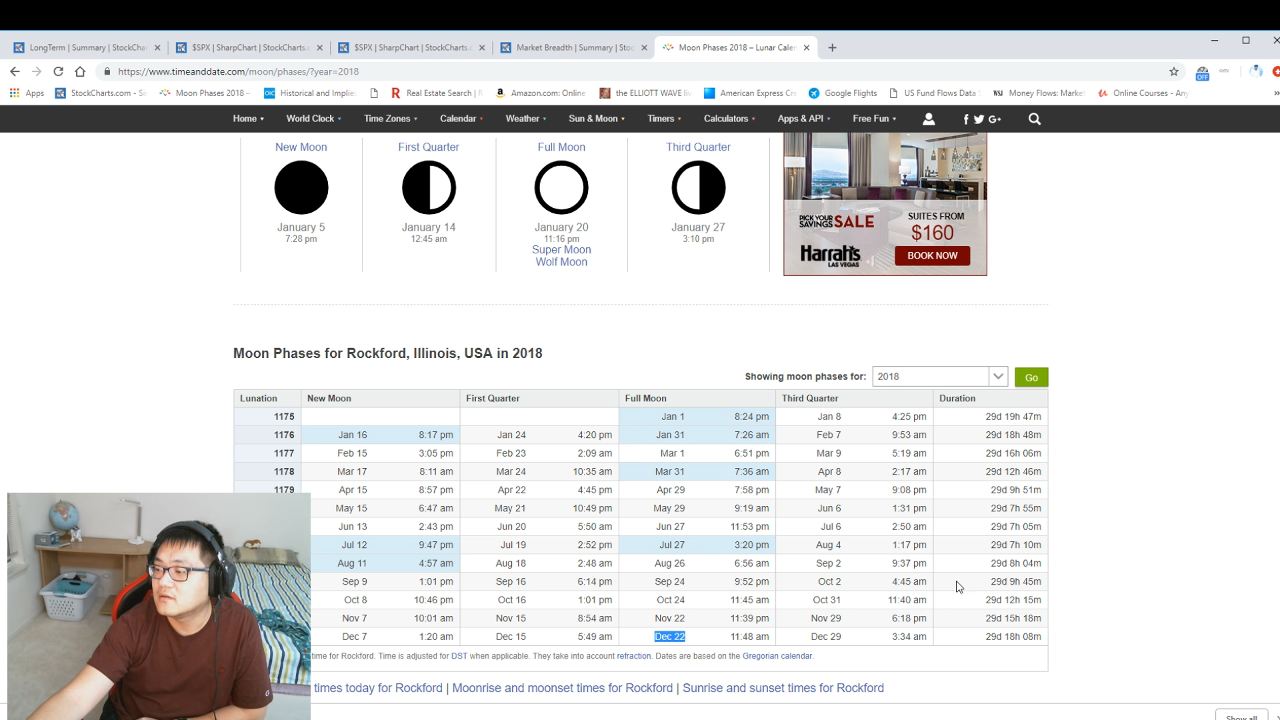 LongTerm | Summary | StockChar
$SPX | SharpChart | StockCharts.c
$SPX | SharpChart | StockCharts.c
Market Breadth | Summary | Stoc
Moon Phases 2018 – Lunar Caler
https://www.timeanddate.com/moon/phases/?year=2018
OFF
Apps
StockCharts.com - S
Moon Phases 2018 –
OIC
Historical and Implie
R
Real Estate Search |
Amazon.com: Online
the ELLIOTT WAVE li
American Express Cr
Google Flights
US Fund Flows Data
WSJ
Money Flows: Marke
Online Courses - Any
Home
World Clock
Time Zones
Calendar
Weather
Sun & Moon
Timers
Calculators
Apps & API
Free Fun
G+
New Moon
First Quarter
Full Moon
Third Quarter
January 5
7:28 pm
January 14
12:45 am
January 20
11:16 pm
Super Moon
Wolf Moon
January 27
3:10 pm
PICK YOUR
SAVINGS SALE
SUITES FROM
$160
Harrah's
LAS VEGAS
BOOK NOW
Moon Phases for Rockford, Illinois, USA in 2018
Showing moon phases for: 2018 Go
Lunation New Moon First Quarter Full Moon Third Quarter Duration
1175 Jan 1 8:24 pm Jan 8 4:25 pm 29d 19h 47m
1176 Jan 16 8:17 pm Jan 24 4:20 pm Jan 31 7:26 am Feb 7 9:53 am 29d 18h 48m
1177 Feb 15 3:05 pm Feb 23 2:09 am Mar 1 6:51 pm Mar 9 5:19 am 29d 16h 06m
1178 Mar 17 8:11 am Mar 24 10:35 am Mar 31 7:36 am Apr 8 2:17 am 29d 12h 46m
1179 Apr 15 8:57 pm Apr 22 4:45 pm Apr 29 7:58 pm May 7 9:08 pm 29d 9h 51m
May 15 6:47 am May 21 10:49 pm May 29 9:19 am Jun 6 1:31 pm 29d 7h 55m
Jun 13 2:43 pm Jun 20 5:50 am Jun 27 11:53 pm Jul 6 2:50 am 29d 7h 05m
Jul 12 9:47 pm Jul 19 2:52 pm Jul 27 3:20 pm Aug 4 1:17 pm 29d 7h 10m
Aug 11 4:57 am Aug 18 2:48 am Aug 26 6:56 am Sep 2 9:37 pm 29d 8h 04m
Sep 9 1:01 pm Sep 16 6:14 pm Sep 24 9:52 pm Oct 2 4:45 am 29d 9h 45m
Oct 8 10:46 pm Oct 16 1:01 pm Oct 24 11:45 am Oct 31 11:40 am 29d 12h 15m
Nov 7 10:01 am Nov 15 8:54 am Nov 22 11:39 pm Nov 29 6:18 pm 29d 15h 18m
Dec 7 1:20 am Dec 15 5:49 am Dec 22 11:48 am Dec 29 3:34 am 29d 18h 08m
time for Rockford. Time is adjusted for DST when applicable. They take into account refraction. Dates are based on the Gregorian calendar.
times today for Rockford | Moonrise and moonset times for Rockford | Sunrise and sunset times for Rockford
Show all